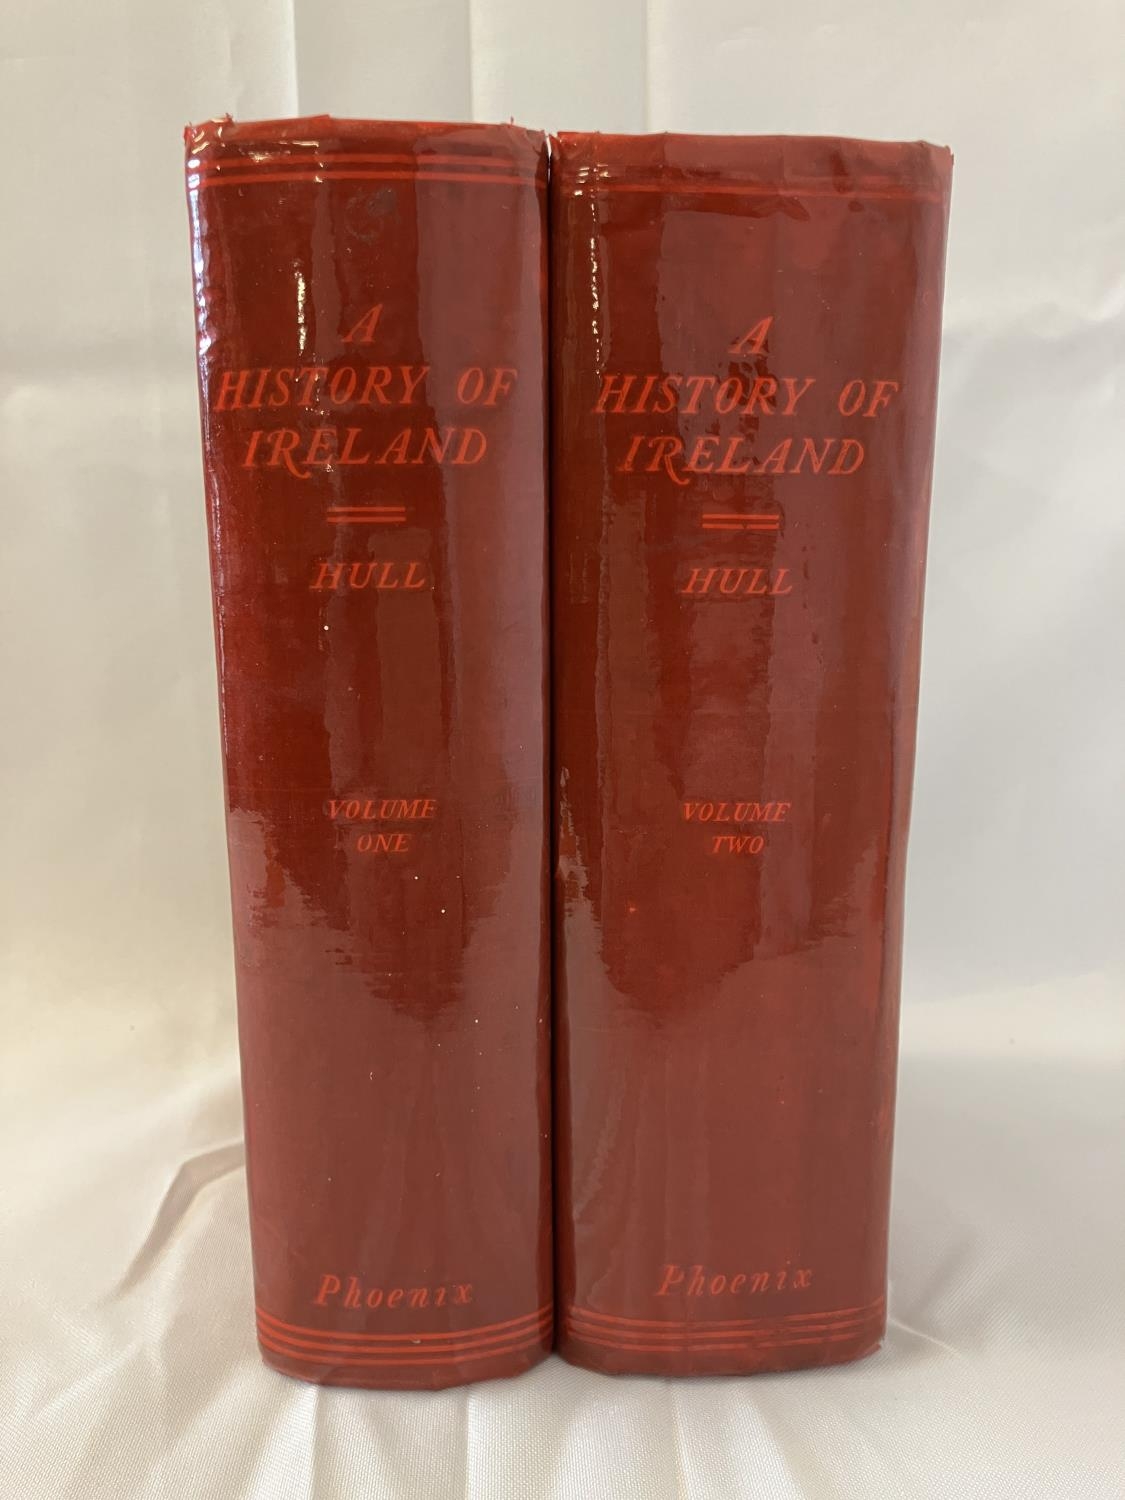 A
HISTORY OF
IRELAND
HULL
VOLUME
ONE
Phoenix
A
HISTORY OF
IRELAND
HULL
VOLUME
TWO
Phoenix